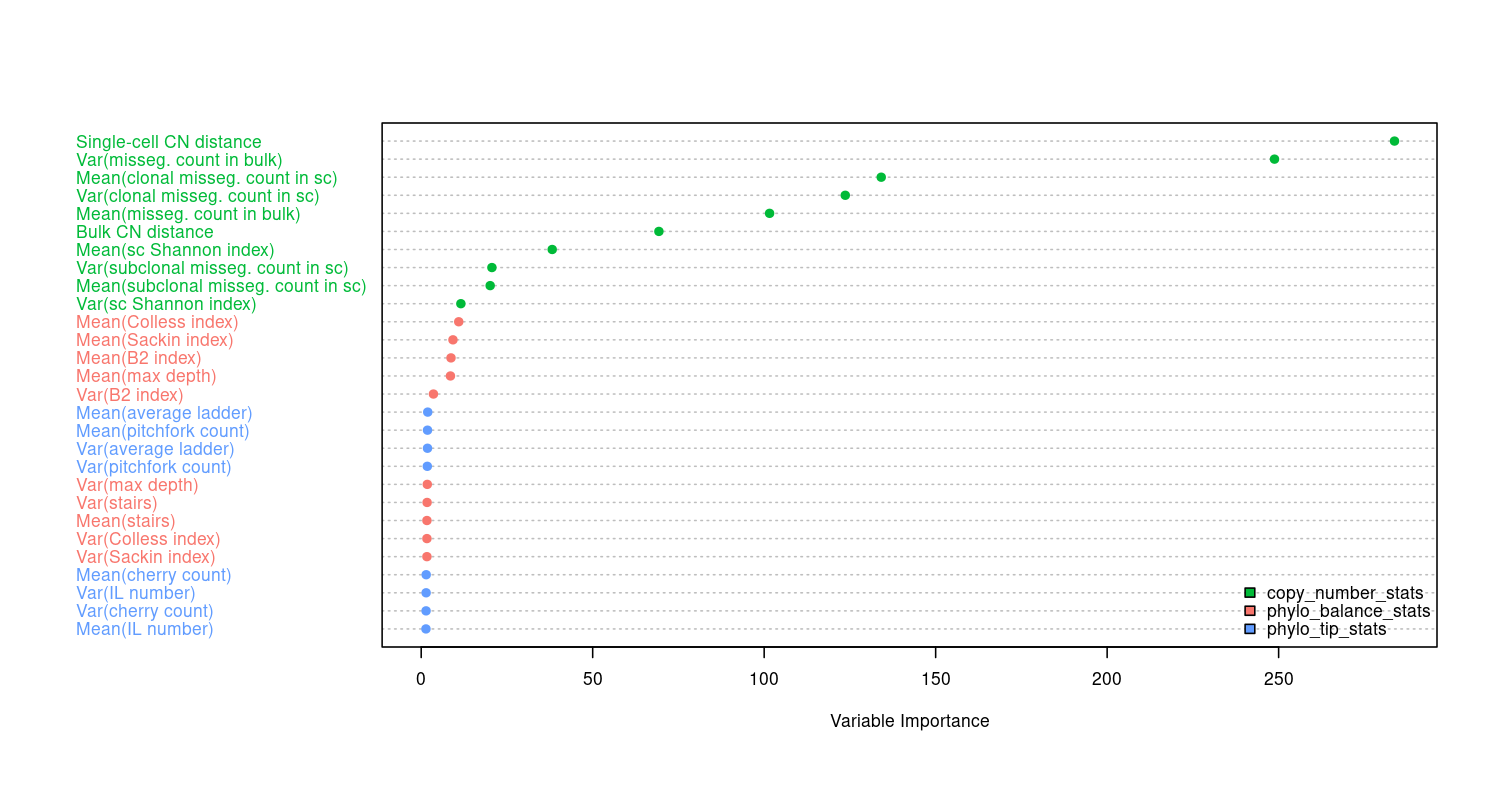 Single-cell CN distance
Var(misseg. count in bulk)
Mean(clonal misseg. count in sc)
Var(clonal misseg. count in sc)
Mean(misseg. count in bulk)
Bulk CN distance
Mean(sc Shannon index)
Var(subclonal misseg. count in sc)
Mean(subclonal misseg. count in sc)
Var(sc Shannon index)
Mean(Colless index)
Mean(Sackin index)
Mean(B2 index)
Mean(max depth)
Var(B2 index)
Mean(average ladder)
Mean(pitchfork count)
Var(average ladder)
Var(pitchfork count)
Var(max depth)
Var(stairs)
Mean(stairs)
Var(Colless index)
Var(Sackin index)
Mean(cherry count)
Var(IL number)
Var(cherry count)
Mean(IL number)
copy_number_stats
phylo_balance_stats
phylo_tip_stats
0 50 100 150 200 250
Variable Importance